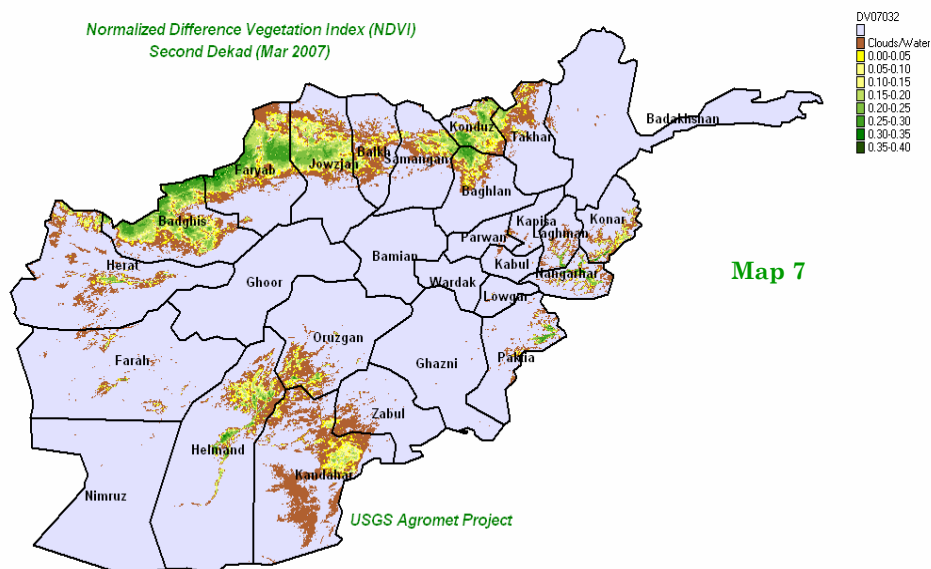 Normalized Difference Vegetation Index (NDVI)
Second Dekad (Mar 2007)
DV07032
Clouds/Water
0.00-0.05
0.05-0.10
0.10-0.15
0.15-0.20
0.20-0.25
0.25-0.30
0.30-0.35
0.35-0.40
Badakhshan
Konduz
Takhar
Balkh
Samangan
Faryab
Jowzjan
Baghlan
Badghis
Kapisa
Konar
Laghman
Parwan
Herat
Bamian
Kabul
Nangarhar
Map 7
Ghoor
Wardak
Lowgar
Oruzgan
Farah
Ghazni
Paktia
Zabul
Helmand
Kaudahar
Nimruz
USGS Agromet Project